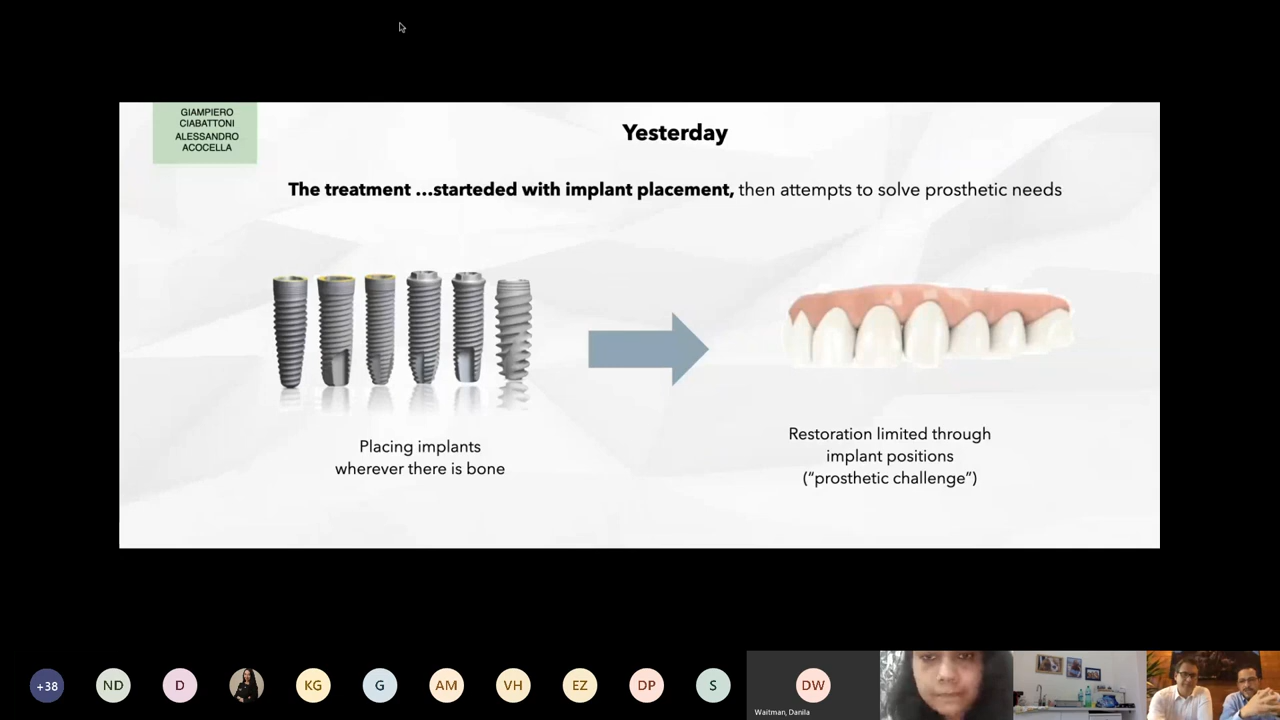 GIAMPIERO
CIABATTONI
ALESSANDRO
ACOCELLA
Yesterday
The treatment ...starteded with implant placement, then attempts to solve prosthetic needs
Placing implants
wherever there is bone
Restoration limited through
implant positions
(“prosthetic challenge”)
+38
ND
D
KG
G
AM
VH
EZ
DP
S
DW
Waitman, Danila